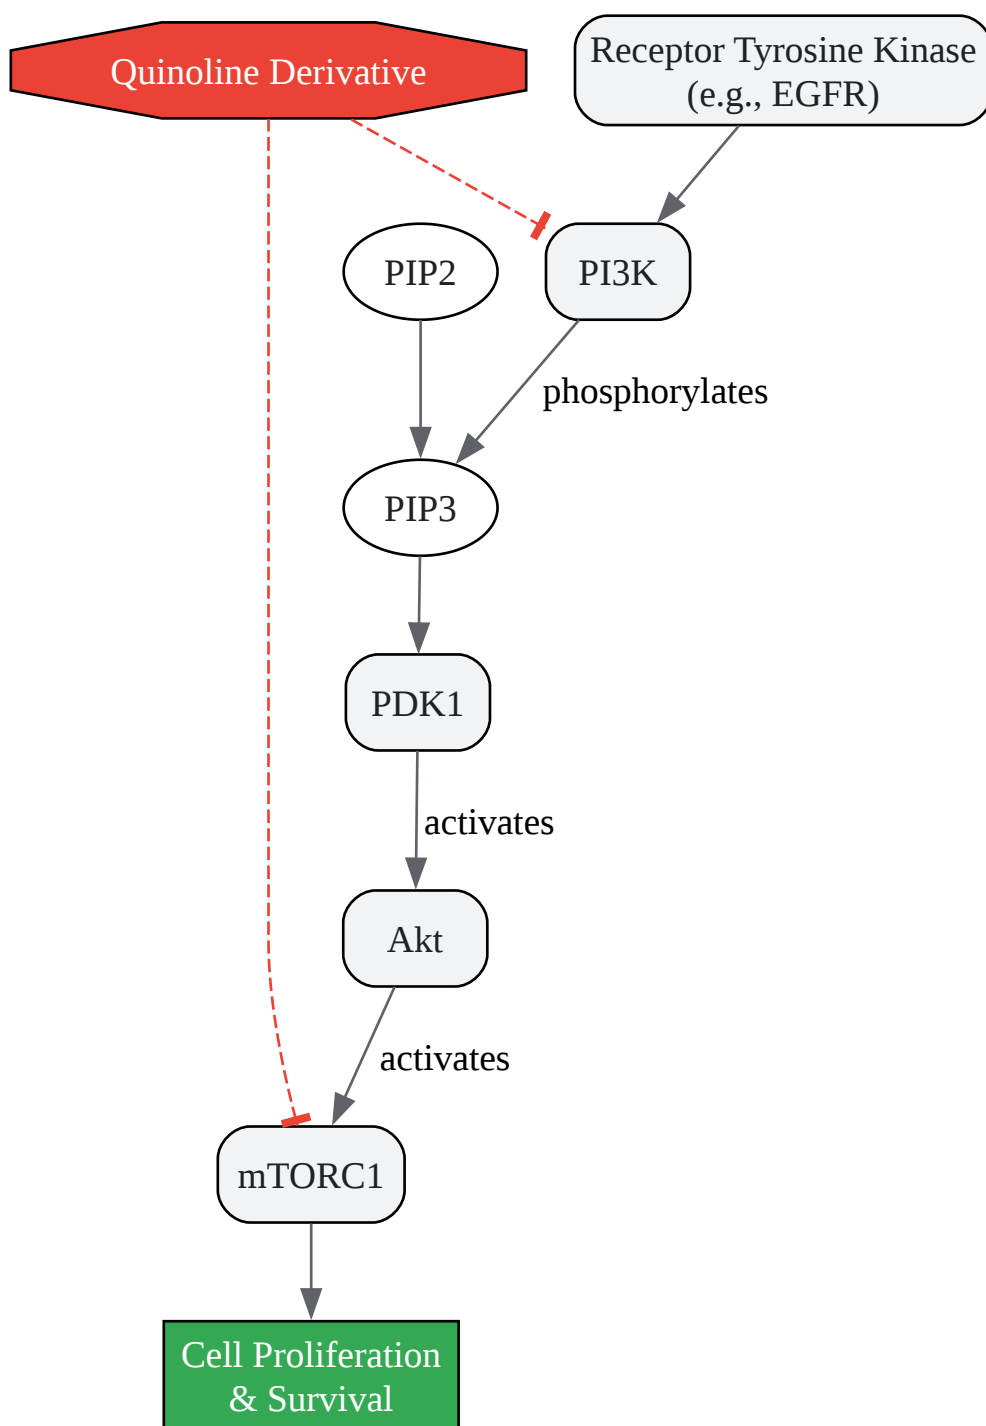 Quinoline Derivative
Receptor Tyrosine Kinase
(e.g., EGFR)
PIP2
PI3K
phosphorylates
PIP3
PDK1
activates
Akt
activates
mTORC1
Cell Proliferation
& Survival